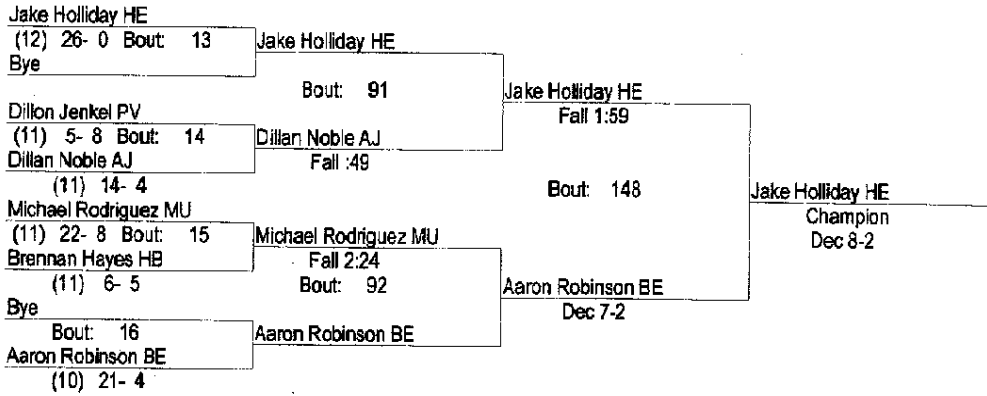 Jake Holliday HE
(12) 26- 0 Bout: 13
Bye
Jake Holliday HE
Bout: 91
Dillon Jenkel PV
(11) 5- 8 Bout: 14
Dillan Noble AJ
(11) 14- 4
Dillan Noble AJ
Fall :49
Jake Holliday HE
Fall 1:59
Bout: 148
Michael Rodriguez MU
(11) 22- 8 Bout: 15
Brennan Hayes HB
(11) 6- 5
Michael Rodriguez MU
Fall 2:24
Bout: 92
Bye
Bout: 16
Aaron Robinson BE
(10) 21- 4
Aaron Robinson BE
Aaron Robinson BE
Dec 7-2
Jake Holliday HE
Champion
Dec 8-2